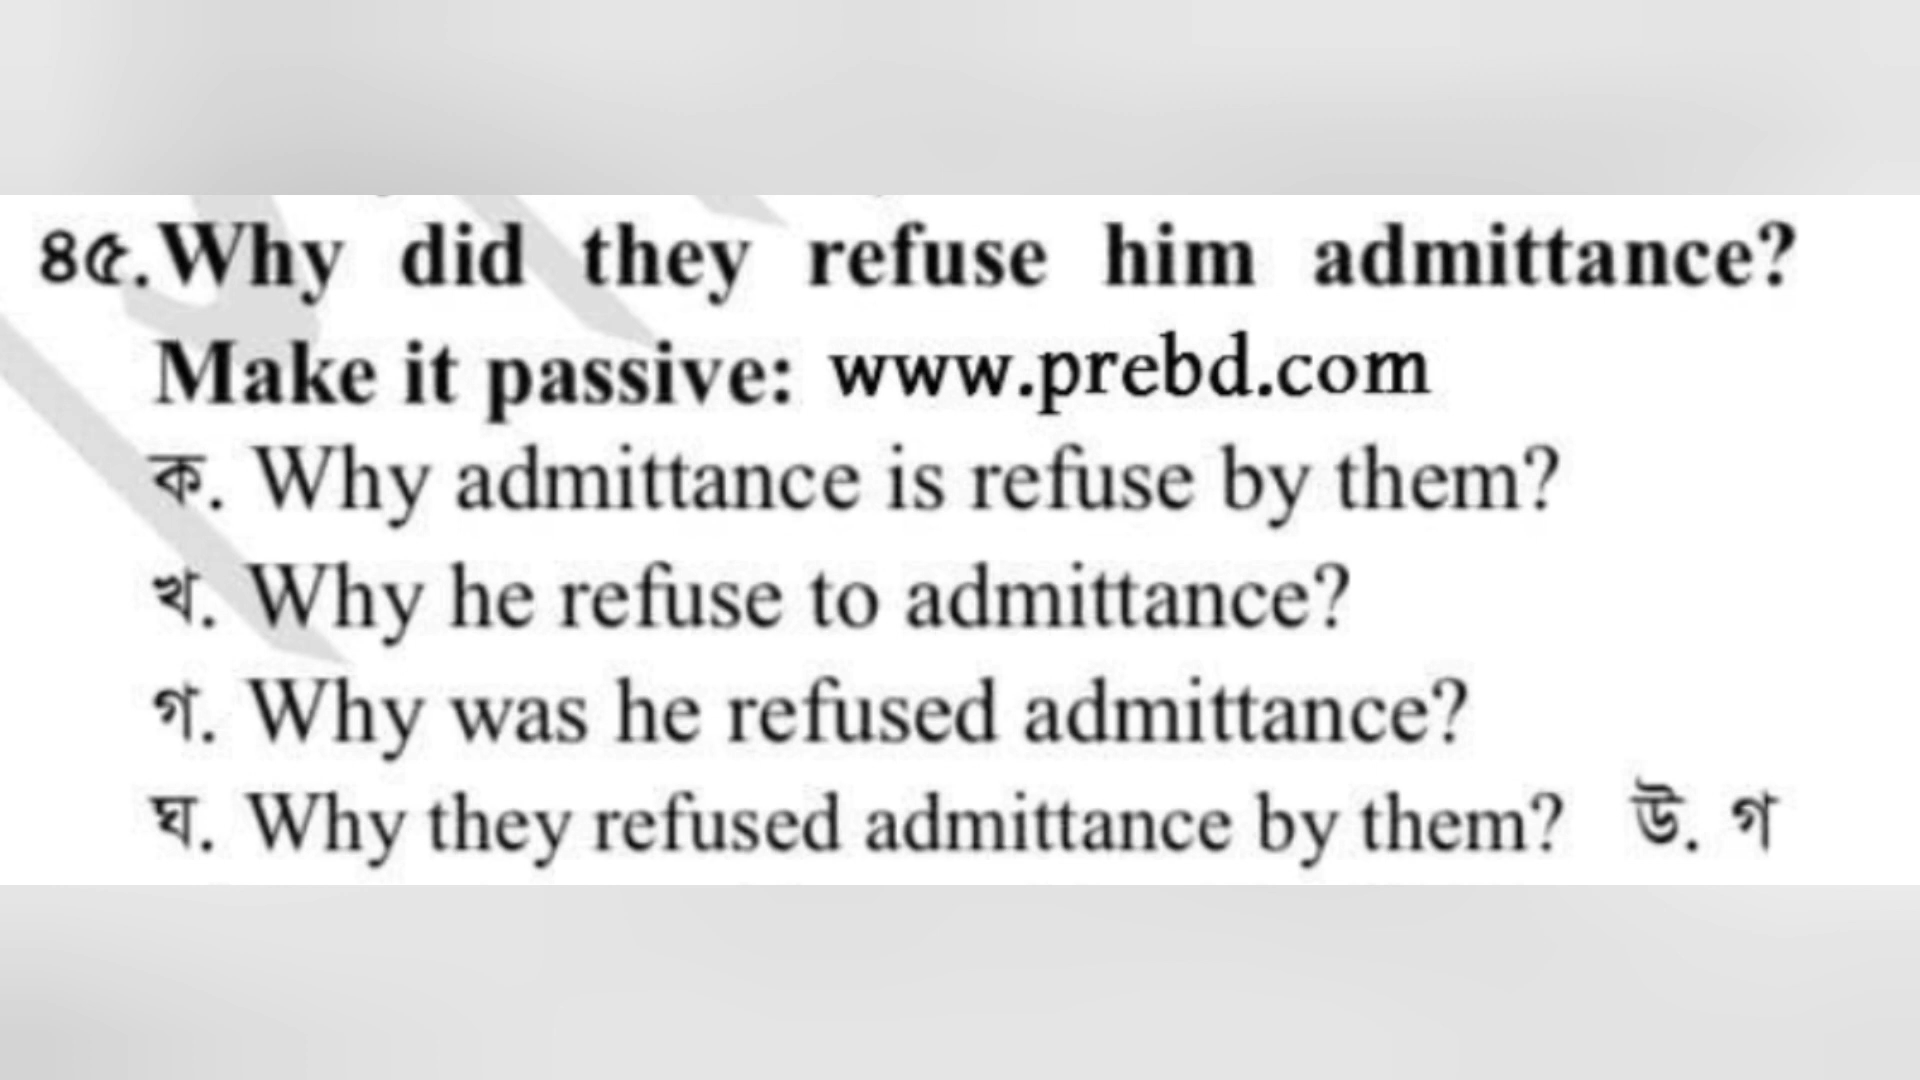 ৪৫.Why did they refuse him admittance?
Make it passive: www.prebd.com
ক. Why admittance is refuse by them?
খ. Why he refuse to admittance?
গ. Why was he refused admittance?
ঘ. Why they refused admittance by them? উ. গ